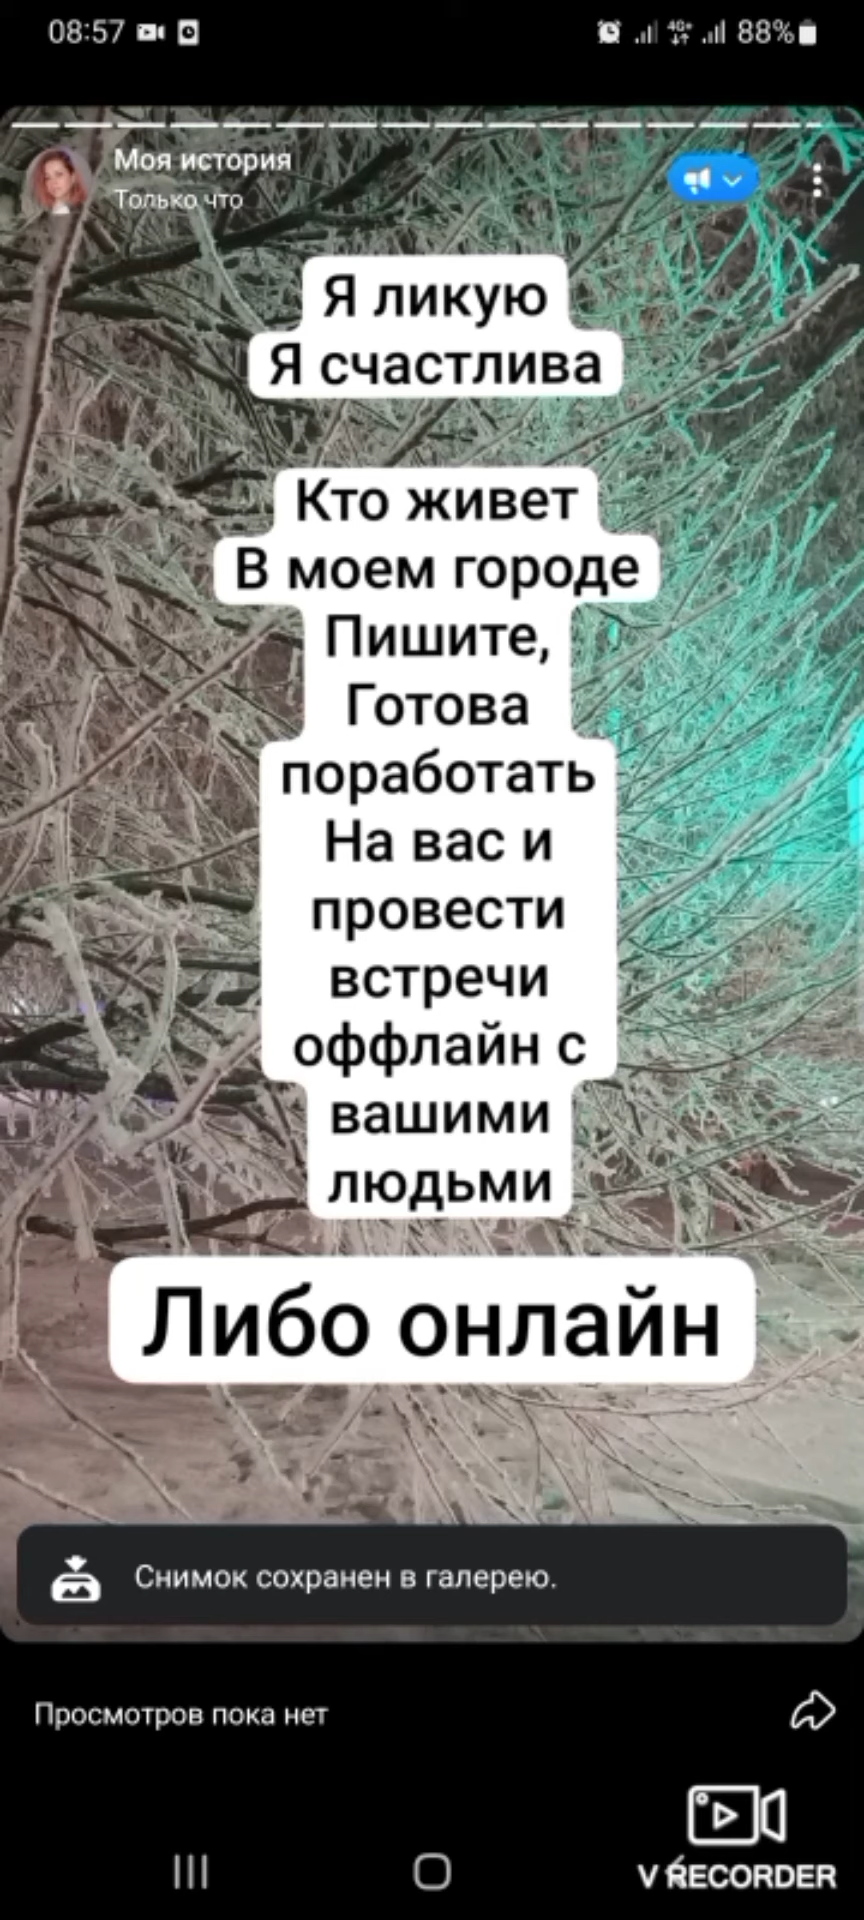 08:57
4G+
88%
Моя история
Только что
Я ликую
Я счастлива
Кто живет
В моем городе
Пишите,
Готова
поработать
На вас и
провести
встречи
оффлайн с
вашими
людьми
Либо онлайн
Снимок сохранен в галерею.
Просмотров пока нет
V RECORDER